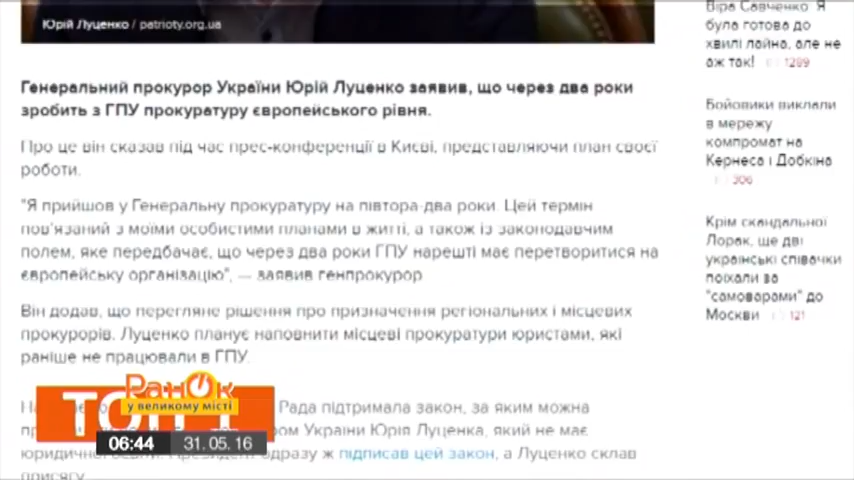 Юрій Луценко / patrioty.org.ua
Генеральний прокурор України Юрій Луценко заявив, що через два роки
зробить з ГПУ прокуратуру європейського рівня.
Про це він сказав під час прес-конференції в Києві, представляючи план своєї
роботи.
"Я прийшов у Генеральну прокуратуру на півтора-два роки. Цей термін
пов'язаний з моїми особистими планами в житті, а також із законодавчим
полем, яке передбачає, що через два роки ГПУ нарешті має перетворитися на
європейську організацію", — заявив генпрокурор
Він додав, що перегляне рішення про призначення регіональних і місцевих
прокурорів. Луценко планує наповнити місцеві прокуратури юристами, які
раніше не працювали в ГПУ.
Рада підтримала закон, за яким можна
України Юрія Луценка, який не має
одразу ж підписав цей закон, а Луценко склав
присягу
Віра Савченко: Я
була готова до
хвилі лайна, але не
аж так! 1289
Бойовики виклали
в мережу
компромат на
Кернеса і Добкіна
306
Крім скандальної
Лорак, ще дві
українські співачки
поїхали за
"самоварами" до
Москви 121
ТОП
Ранок
у великому місті
06:44 31.05.16